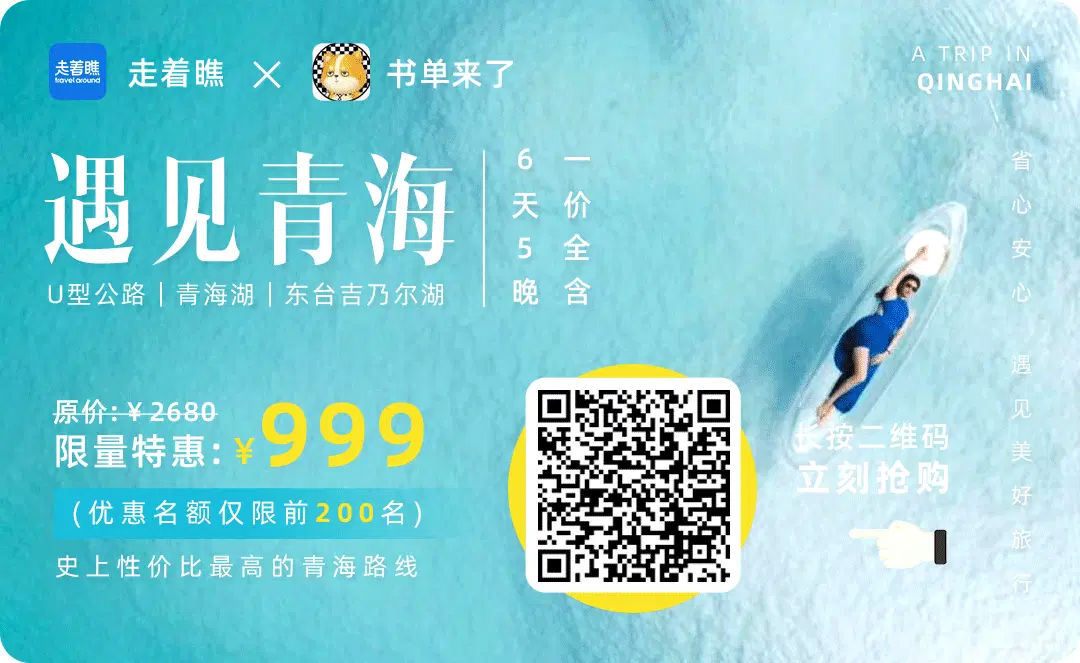 走着瞧
travel around
走着瞧 × 书单来了
A TRIP IN
QINGHAI
遇见青海
6天5晚
一价全含
U型公路｜青海湖｜东台吉乃尔湖
省心安心 遇见美好旅行
原价:￥2680
限量特惠:￥999
(优惠名额仅限前200名)
史上性价比最高的青海路线
长按二维码
立刻抢购